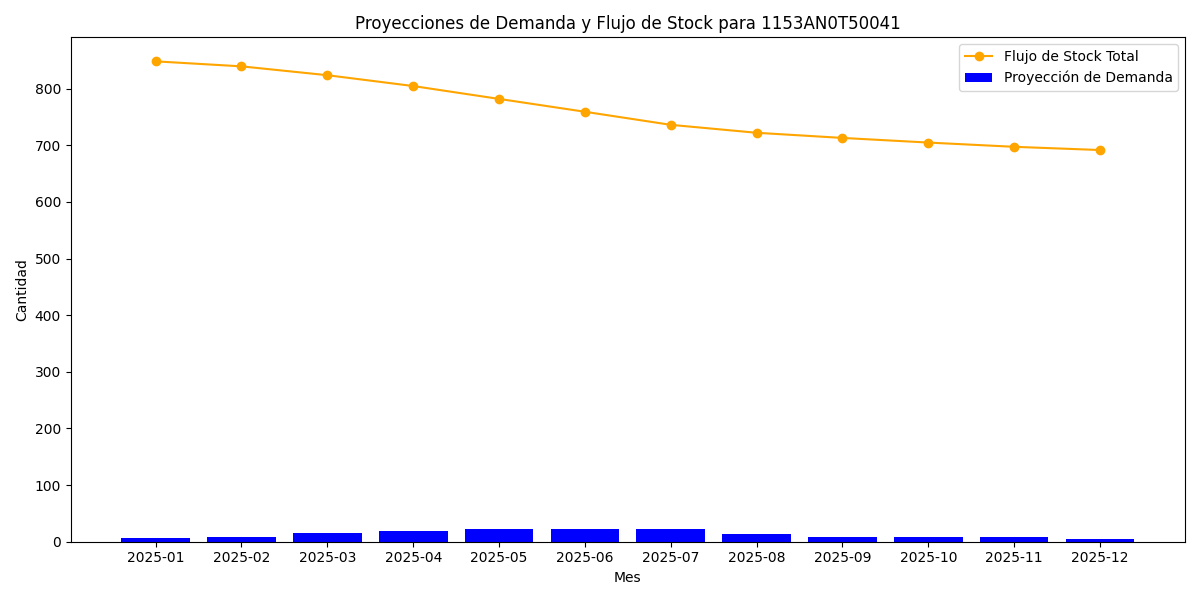 Proyecciones de Demanda y Flujo de Stock para 1153AN0T50041
Flujo de Stock Total
Proyección de Demanda
Cantidad
800
700
600
500
400
300
200
100
0
2025-01 2025-02 2025-03 2025-04 2025-05 2025-06 2025-07 2025-08 2025-09 2025-10 2025-11 2025-12
Mes